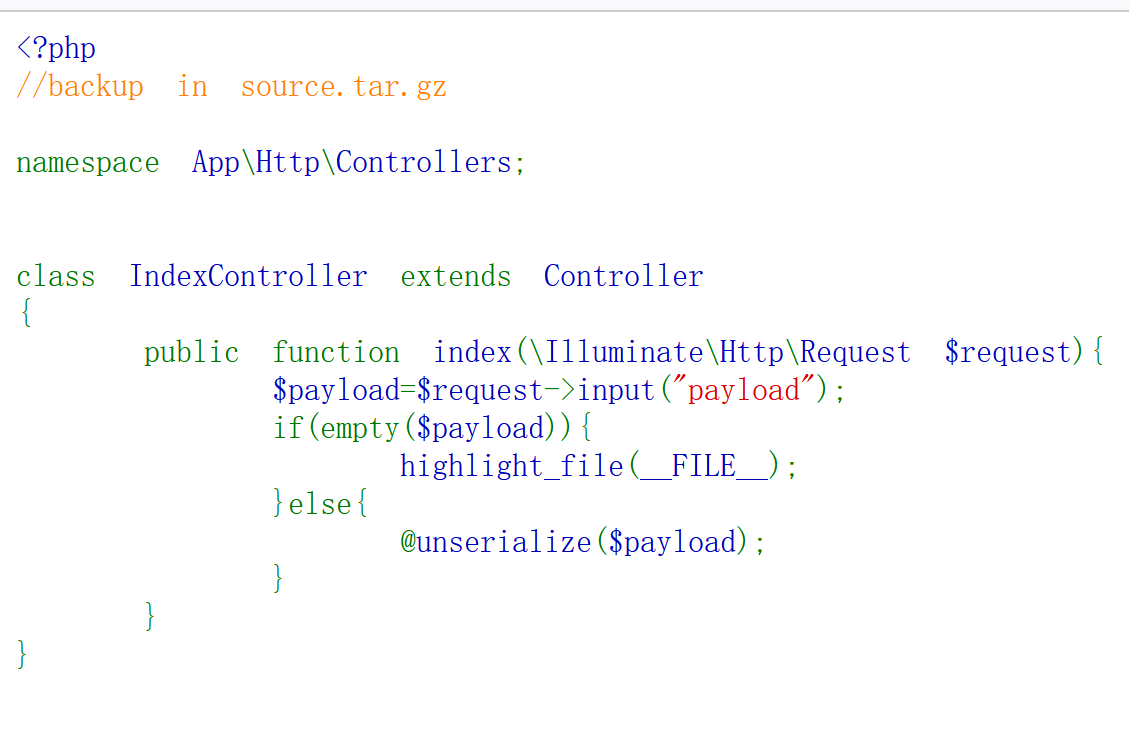 <?php
//backup in source.tar.gz
namespace App\Http\Controllers;
class IndexController extends Controller
{
public function index(\Illuminate\Http\Request $request){
$payload=$request->input("payload");
if(empty($payload)){
highlight_file(__FILE__);
}else{
@unserialize($payload);
}
}
}